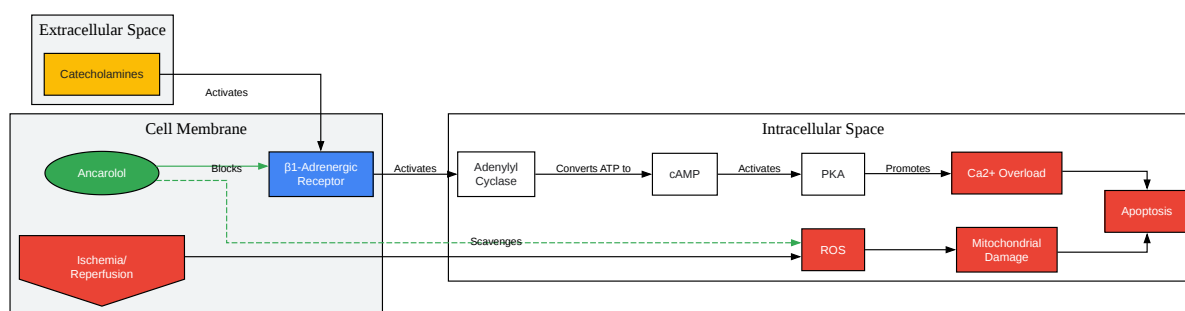 Extracellular Space
Catecholamines
Activates
Cell Membrane
Ancarolol
Blocks
β1-Adrenergic
Receptor
Activates
Ischemia/
Reperfusion
Scavenges
Intracellular Space
Adenylyl
Cyclase
Converts ATP to
cAMP
Activates
PKA
Promotes
Ca2+ Overload
Apoptosis
ROS
Mitochondrial
Damage